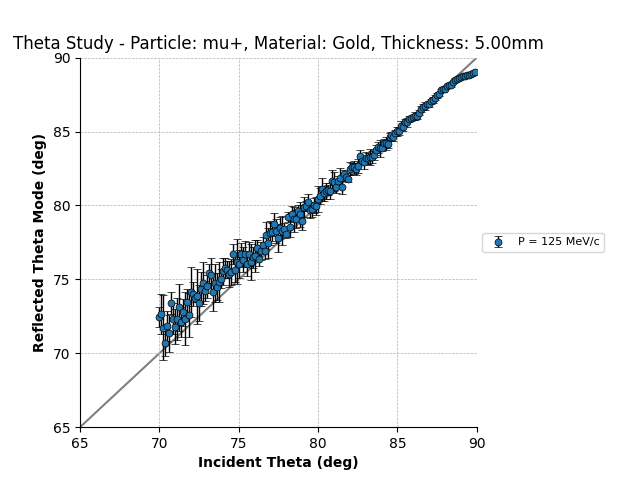 Theta Study - Particle: mu+, Material: Gold, Thickness: 5.00mm
90
85
80
75
70
65
Reflected Theta Mode (deg)
65 70 75 80 85 90
Incident Theta (deg)
P = 125 MeV/c